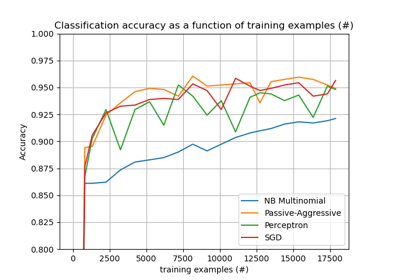 Classification accuracy as a function of training examples (#)
1.000
0.975
0.950
0.925
0.900
0.875
0.850
0.825
0.800
Accuracy
NB Multinomial
Passive-Aggressive
Perceptron
SGD
0 2500 5000 7500 10000 12500 15000 17500
training examples (#)